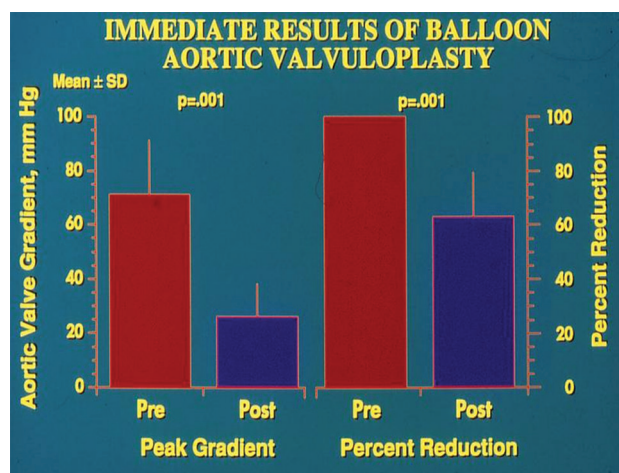 IMMEDIATE RESULTS OF BALLOON
AORTIC VALVULOPLASTY
Mean ± SD
p=.001
p=.001
Aortic Valve Gradient, mm Hg
100
80
60
40
20
0
100
80
60
40
20
0
Percent Reduction
Pre
Post
Pre
Post
Peak Gradient
Percent Reduction